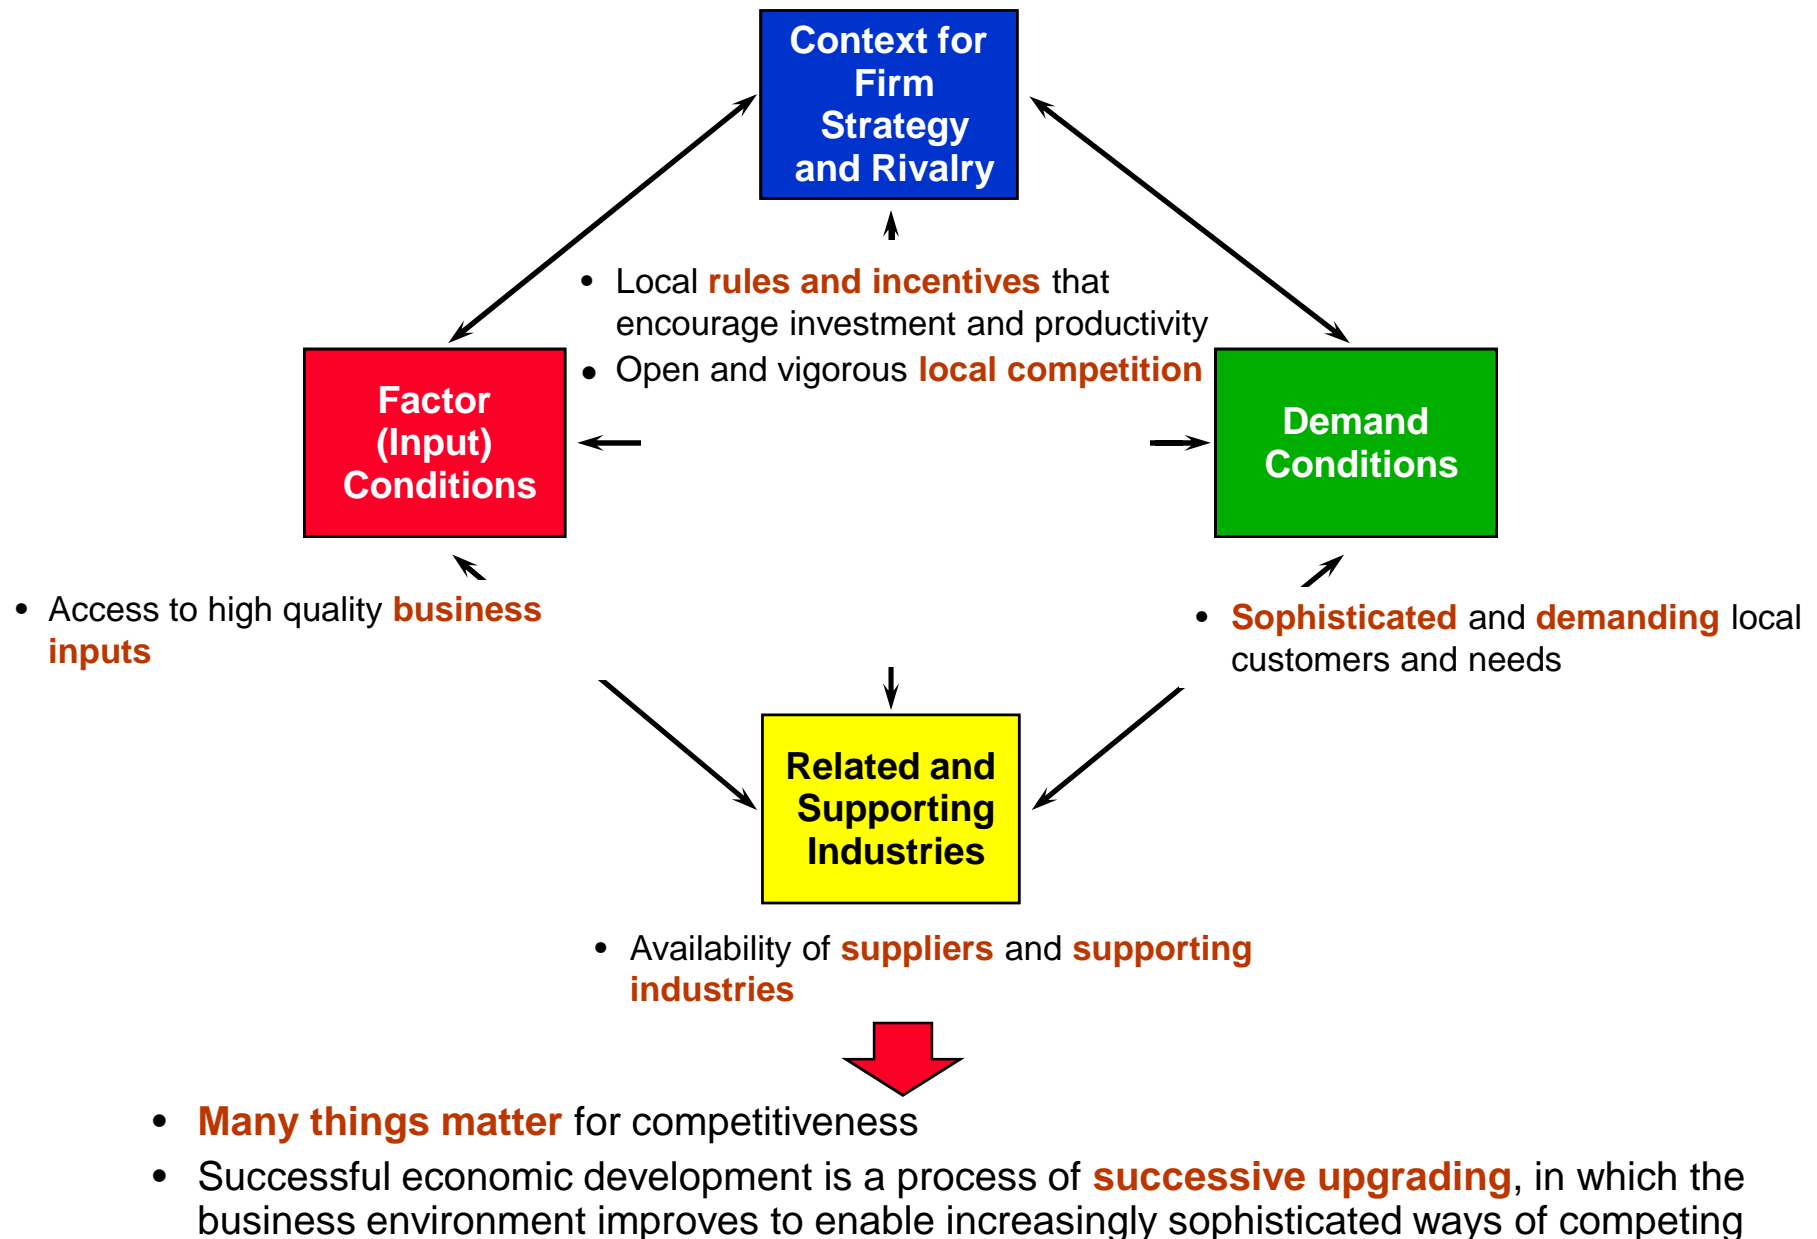 Context for
Firm
Strategy
and Rivalry
• Local rules and incentives that
encourage investment and productivity
• Open and vigorous local competition
Factor
(Input)
Conditions
Demand
Conditions
• Access to high quality business
inputs
• Sophisticated and demanding local
customers and needs
Related and
Supporting
Industries
• Availability of suppliers and supporting
industries
• Many things matter for competitiveness
• Successful economic development is a process of successive upgrading, in which the
business environment improves to enable increasingly sophisticated ways of competing